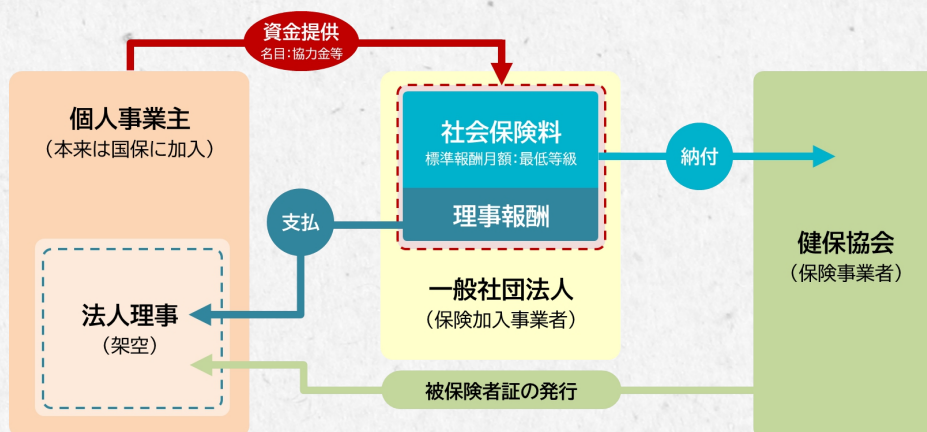 資金提供
名目:協力金等
個人事業主
(本来は国保に加入)
社会保険料
標準報酬月額:最低等級
納付
理事報酬
支払
健保協会
(保険事業者)
一般社団法人
(保険加入事業者)
法人理事
(架空)
被保険者証の発行